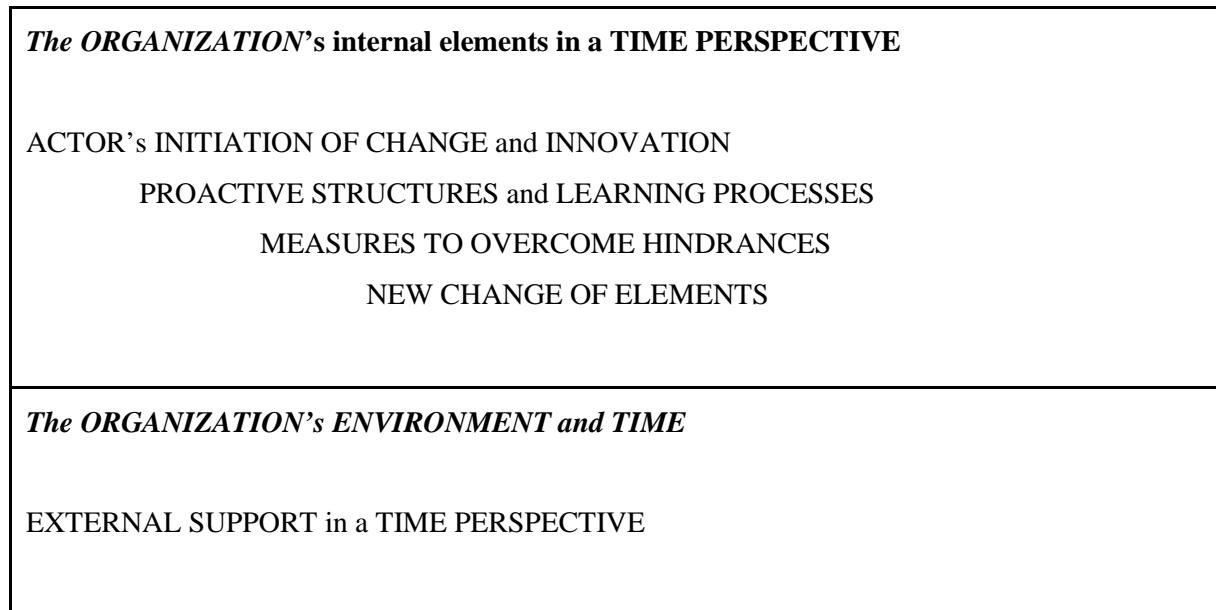 The ORGANIZATION's internal elements in a TIME PERSPECTIVE
ACTOR's INITIATION OF CHANGE and INNOVATION
PROACTIVE STRUCTURES and LEARNING PROCESSES
MEASURES TO OVERCOME HINDRANCES
NEW CHANGE OF ELEMENTS
The ORGANIZATION's ENVIRONMENT and TIME
EXTERNAL SUPPORT in a TIME PERSPECTIVE